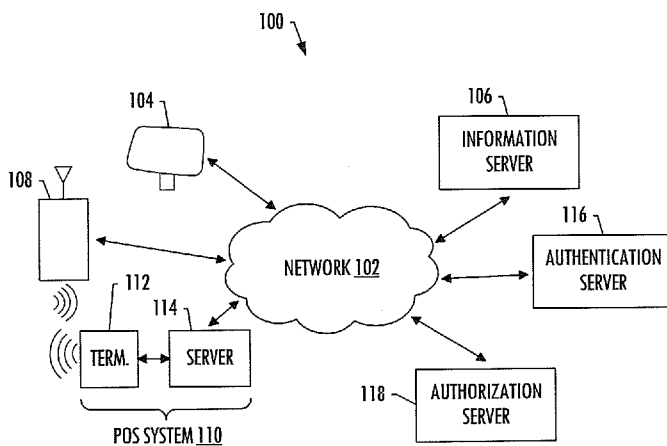 100
104
106
INFORMATION
SERVER
108
116
AUTHENTICATION
SERVER
NETWORK 102
112
114
TERM.
SERVER
118
AUTHORIZATION
SERVER
POS SYSTEM 110